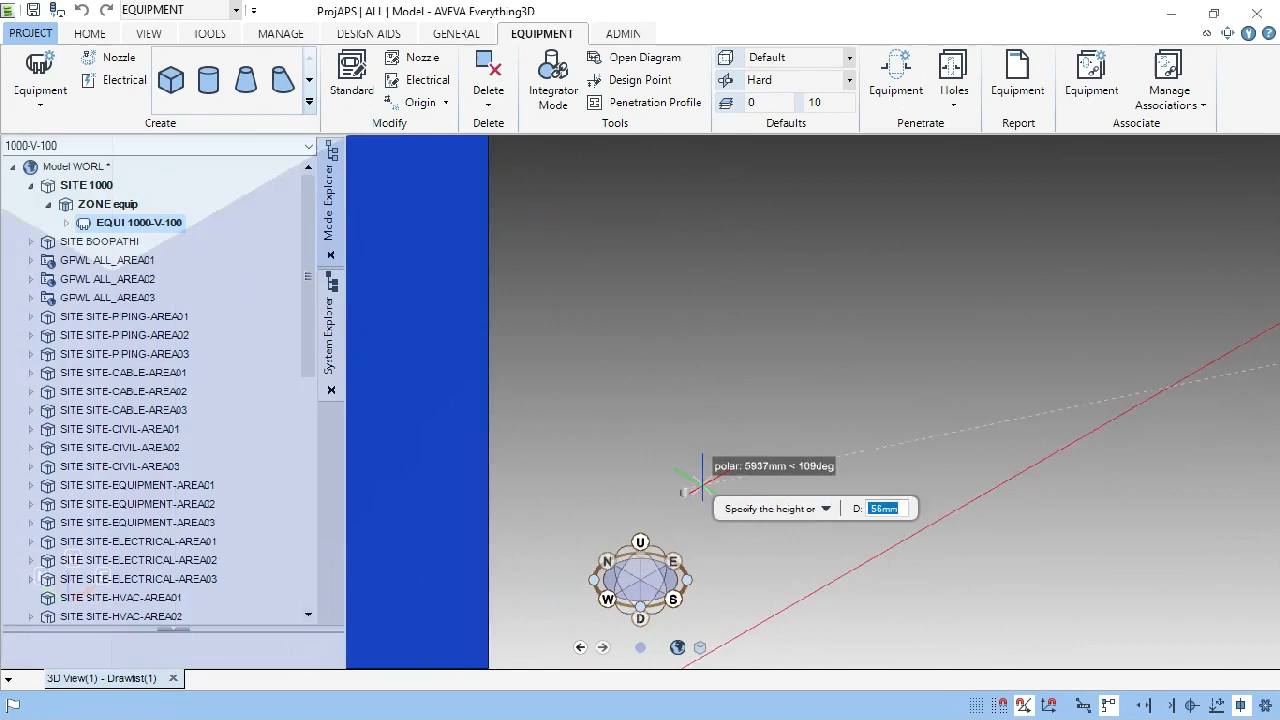 EQUIPMENT
ProjAPS | ALL | Model - AVEVA Everything3D
PROJECT HOME VIEW TOOLS MANAGE DESIGN AIDS GENERAL EQUIPMENT ADMIN
Equipment
Nozzle
Electrical
Create
Standard
Nozzle
Electrical
Origin
Modify
Delete
Delete
Integrator Mode
Open Diagram
Design Point
Penetration Profile
Tools
Default
Hard
0 10
Defaults
Equipment
Holes
Penetrate
Equipment
Report
Equipment
Manage Associations
Associate
1000-V-100
Model WORL*
SITE 1000
ZONE equip
EQUI 1000-V-100
SITE BOOPATHI
GPWL ALL_AREA01
GPWL ALL_AREA02
GPWL ALL_AREA03
SITE SITE-PIPING-AREA01
SITE SITE-PIPING-AREA02
SITE SITE-PIPING-AREA03
SITE SITE-CABLE-AREA01
SITE SITE-CABLE-AREA02
SITE SITE-CABLE-AREA03
SITE SITE-CIVIL-AREA01
SITE SITE-CIVIL-AREA02
SITE SITE-CIVIL-AREA03
SITE SITE-EQUIPMENT-AREA01
SITE SITE-EQUIPMENT-AREA02
SITE SITE-EQUIPMENT-AREA03
SITE SITE-ELECTRICAL-AREA01
SITE SITE-ELECTRICAL-AREA02
SITE SITE-ELECTRICAL-AREA03
SITE SITE-HVAC-AREA01
SITE SITE-HVAC-AREA02
Model Explorer
System Explorer
polar: 5937mm < 109deg
Specify the height or D: 56mm
U
N E
W S
D
3D View(1) - Drawlist(1)